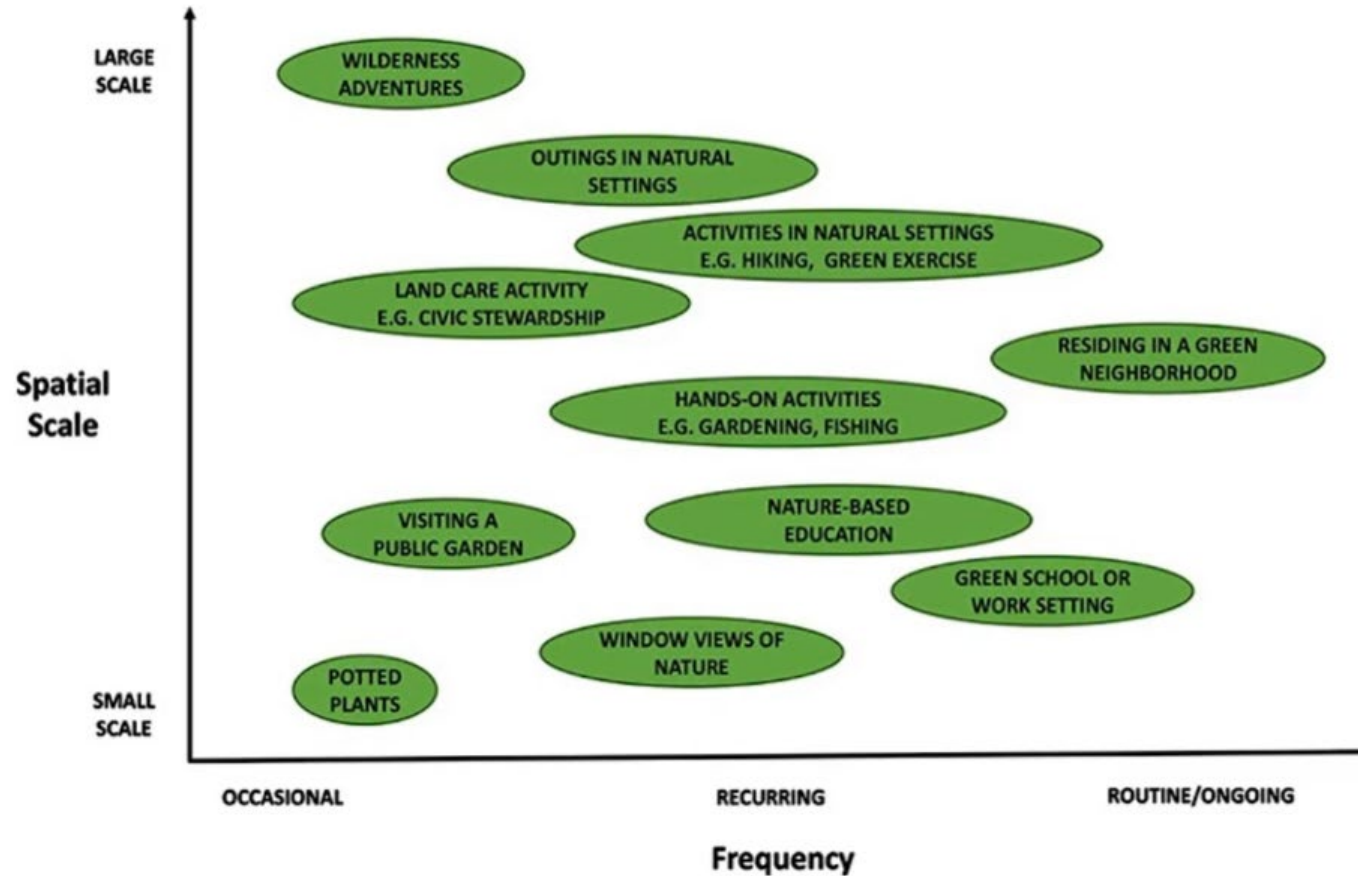 LARGE
SCALE
WILDERNESS
ADVENTURES
OUTINGS IN NATURAL
SETTINGS
ACTIVITIES IN NATURAL SETTINGS
E.G. HIKING, GREEN EXERCISE
LAND CARE ACTIVITY
E.G. CIVIC STEWARDSHIP
RESIDING IN A GREEN
NEIGHBORHOOD
Spatial
Scale
HANDS-ON ACTIVITIES
E.G. GARDENING, FISHING
VISITING A
PUBLIC GARDEN
NATURE-BASED
EDUCATION
GREEN SCHOOL OR
WORK SETTING
WINDOW VIEWS OF
NATURE
POTTED
PLANTS
SMALL
SCALE
OCCASIONAL
RECURRING
ROUTINE/ONGOING
Frequency